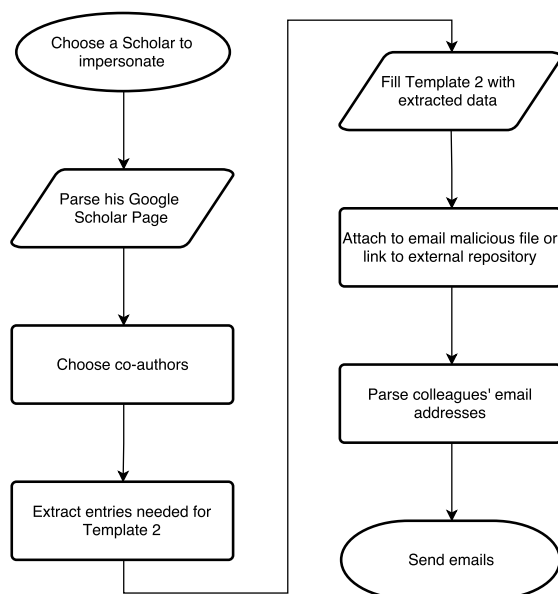 Choose a Scholar to
impersonate
Parse his Google
Scholar Page
Choose co-authors
Extract entries needed for
Template 2
Fill Template 2 with
extracted data
Attach to email malicious file or
link to external repository
Parse colleagues' email
addresses
Send emails